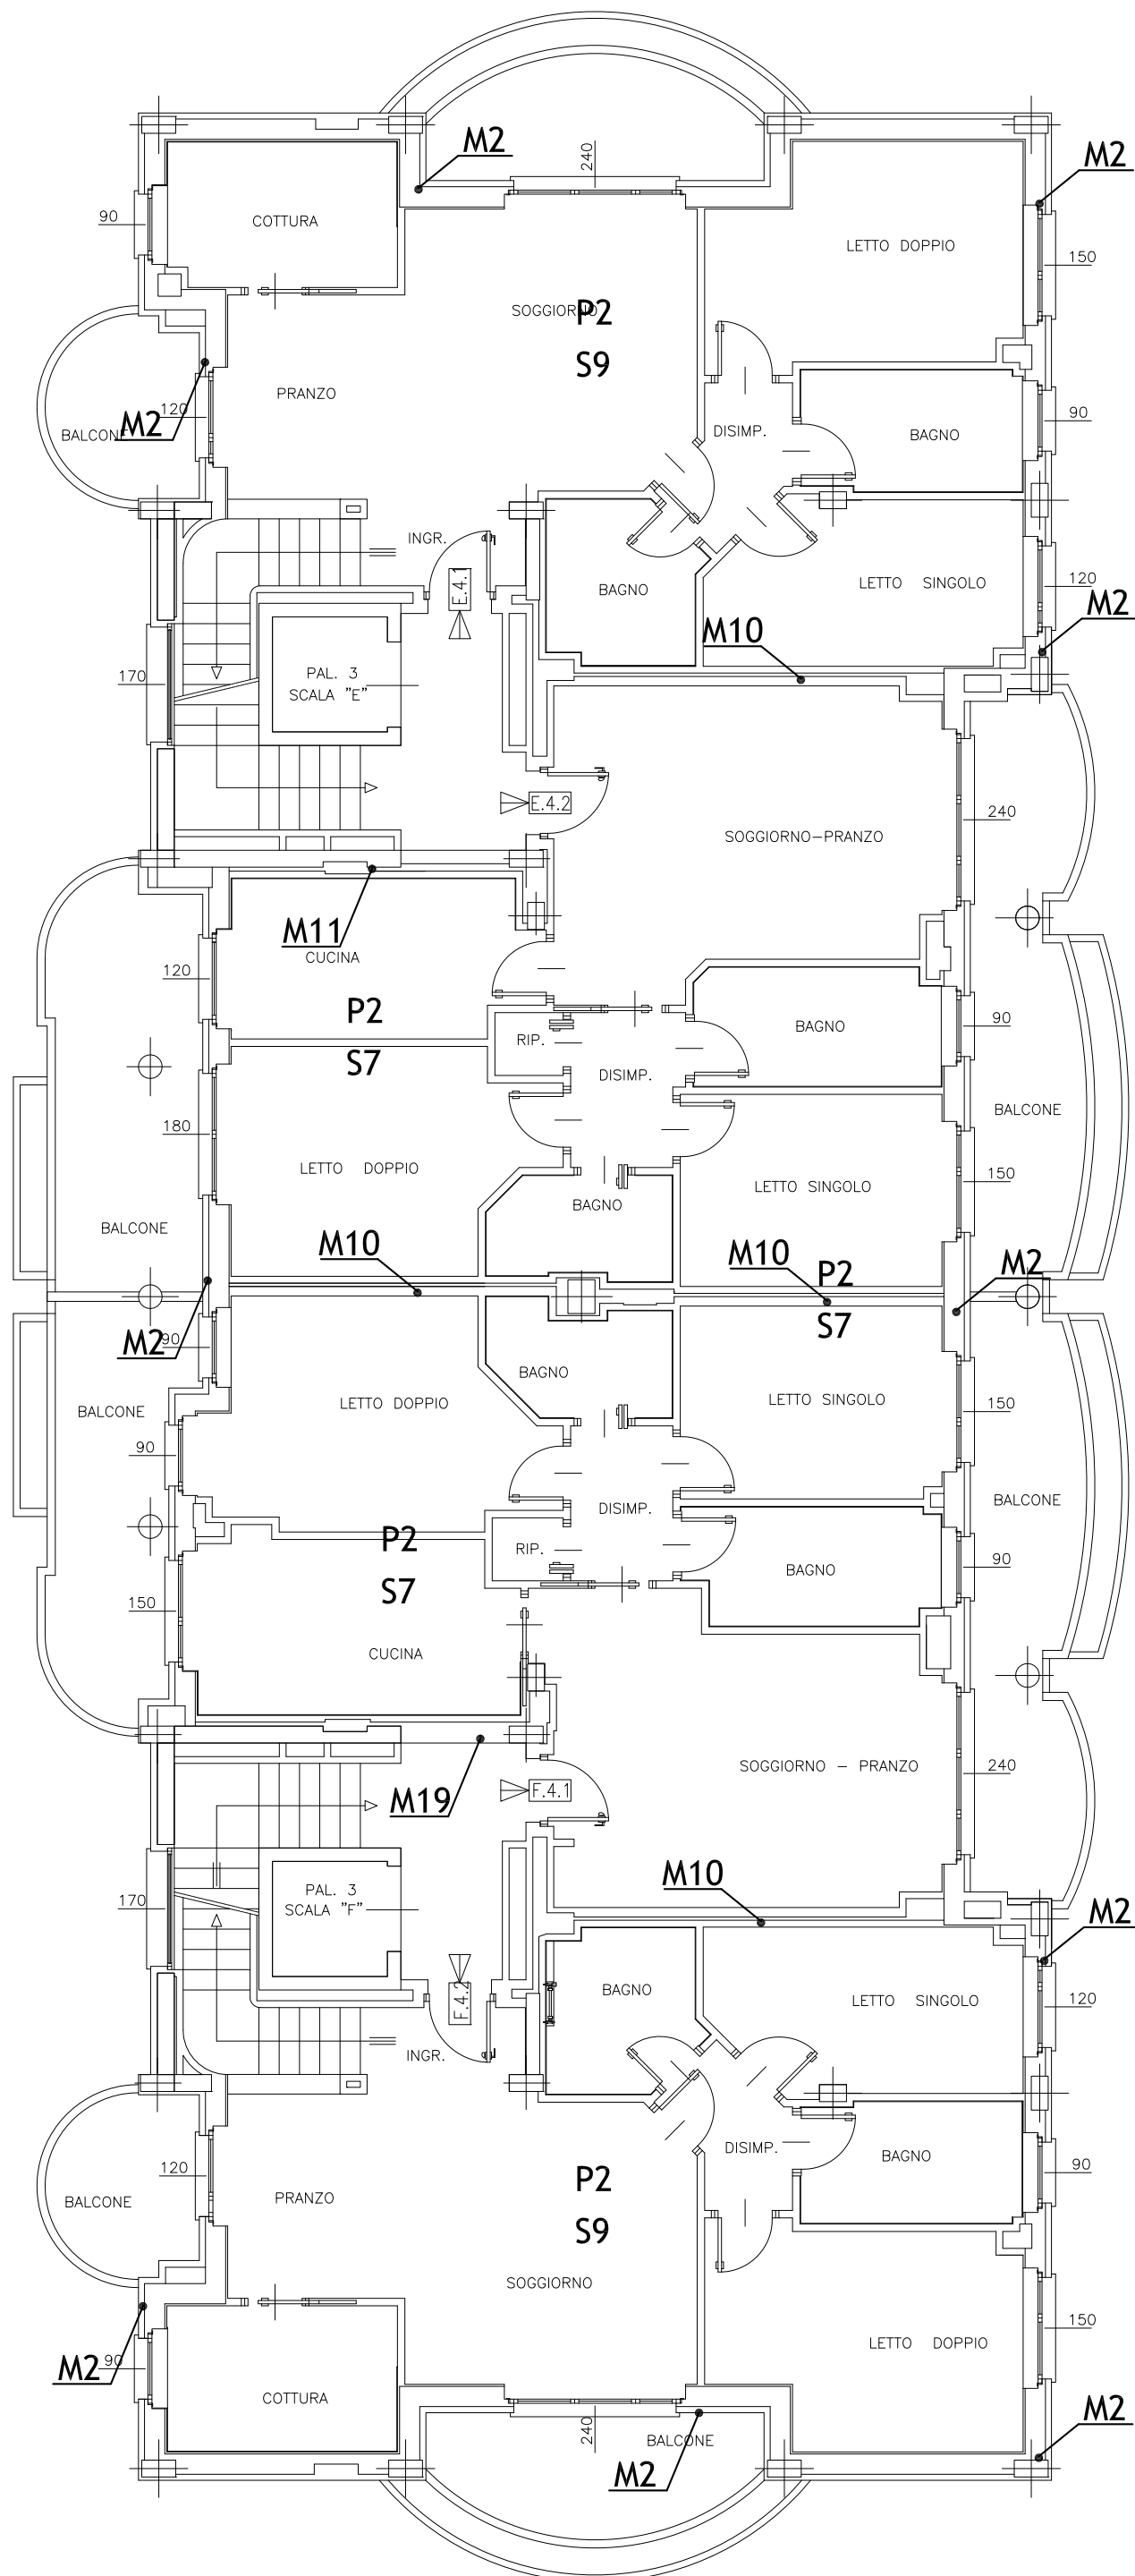 M2
240
M2
90
COTTURA
LETTO DOPPIO
150
SOGGIORNO
P2
S9
PRANZO
M2
120
BALCONE
DISIMP.
BAGNO
90
INGR.
E.4.1
BAGNO
LETTO SINGOLO
120
M2
M10
170
PAL. 3
SCALA "E"
E.4.2
SOGGIORNO-PRANZO
240
M11
CUCINA
120
P2
S7
RIP.
BAGNO
90
DISIMP.
BALCONE
180
LETTO DOPPIO
LETTO SINGOLO
150
BAGNO
BALCONE
M10
M10
P2
S7
M2
M2
90
BAGNO
LETTO DOPPIO
LETTO SINGOLO
150
BALCONE
90
BALCONE
DISIMP.
P2
S7
RIP.
BAGNO
90
150
CUCINA
SOGGIORNO - PRANZO
240
F.4.1
M19
M10
PAL. 3
SCALA "F"
170
M2
BAGNO
LETTO SINGOLO
120
F.4.2
INGR.
DISIMP.
BAGNO
90
120
P2
S9
PRANZO
BALCONE
SOGGIORNO
150
LETTO DOPPIO
M2
90
COTTURA
M2
240
BALCONE
M2